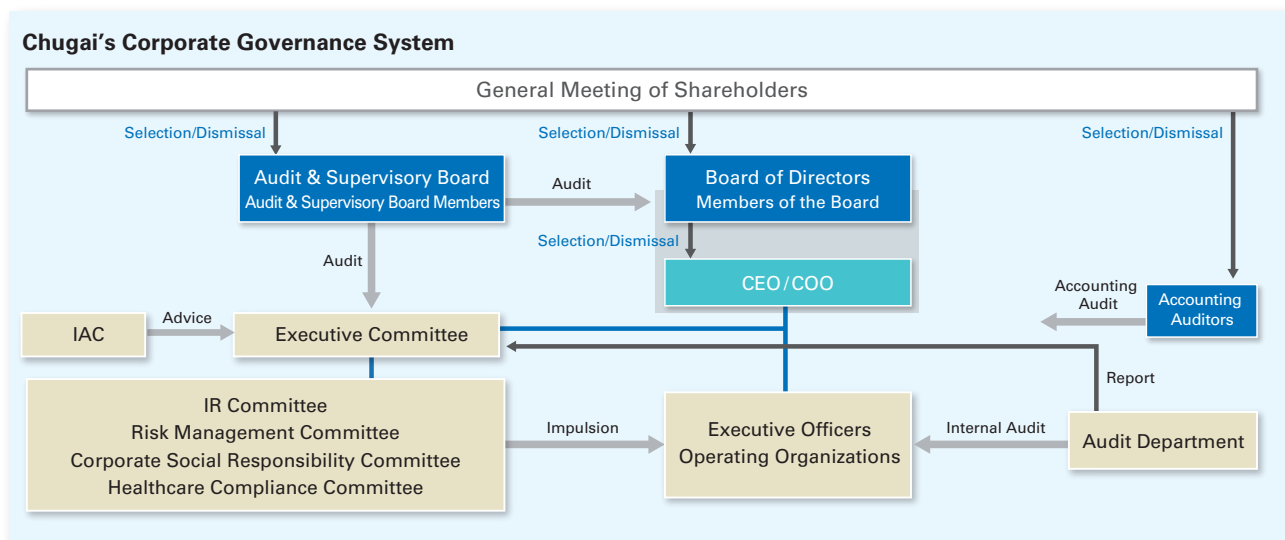 Chugai's Corporate Governance System
General Meeting of Shareholders
Selection/Dismissal
Selection/Dismissal
Selection/Dismissal
Audit & Supervisory Board
Audit & Supervisory Board Members
Audit
Board of Directors
Members of the Board
Selection/Dismissal
Audit
CEO/COO
Accounting
Audit
Accounting
Auditors
IAC
Advice
Executive Committee
Report
IR Committee
Risk Management Committee
Corporate Social Responsibility Committee
Healthcare Compliance Committee
Impulsion
Executive Officers
Operating Organizations
Internal Audit
Audit Department